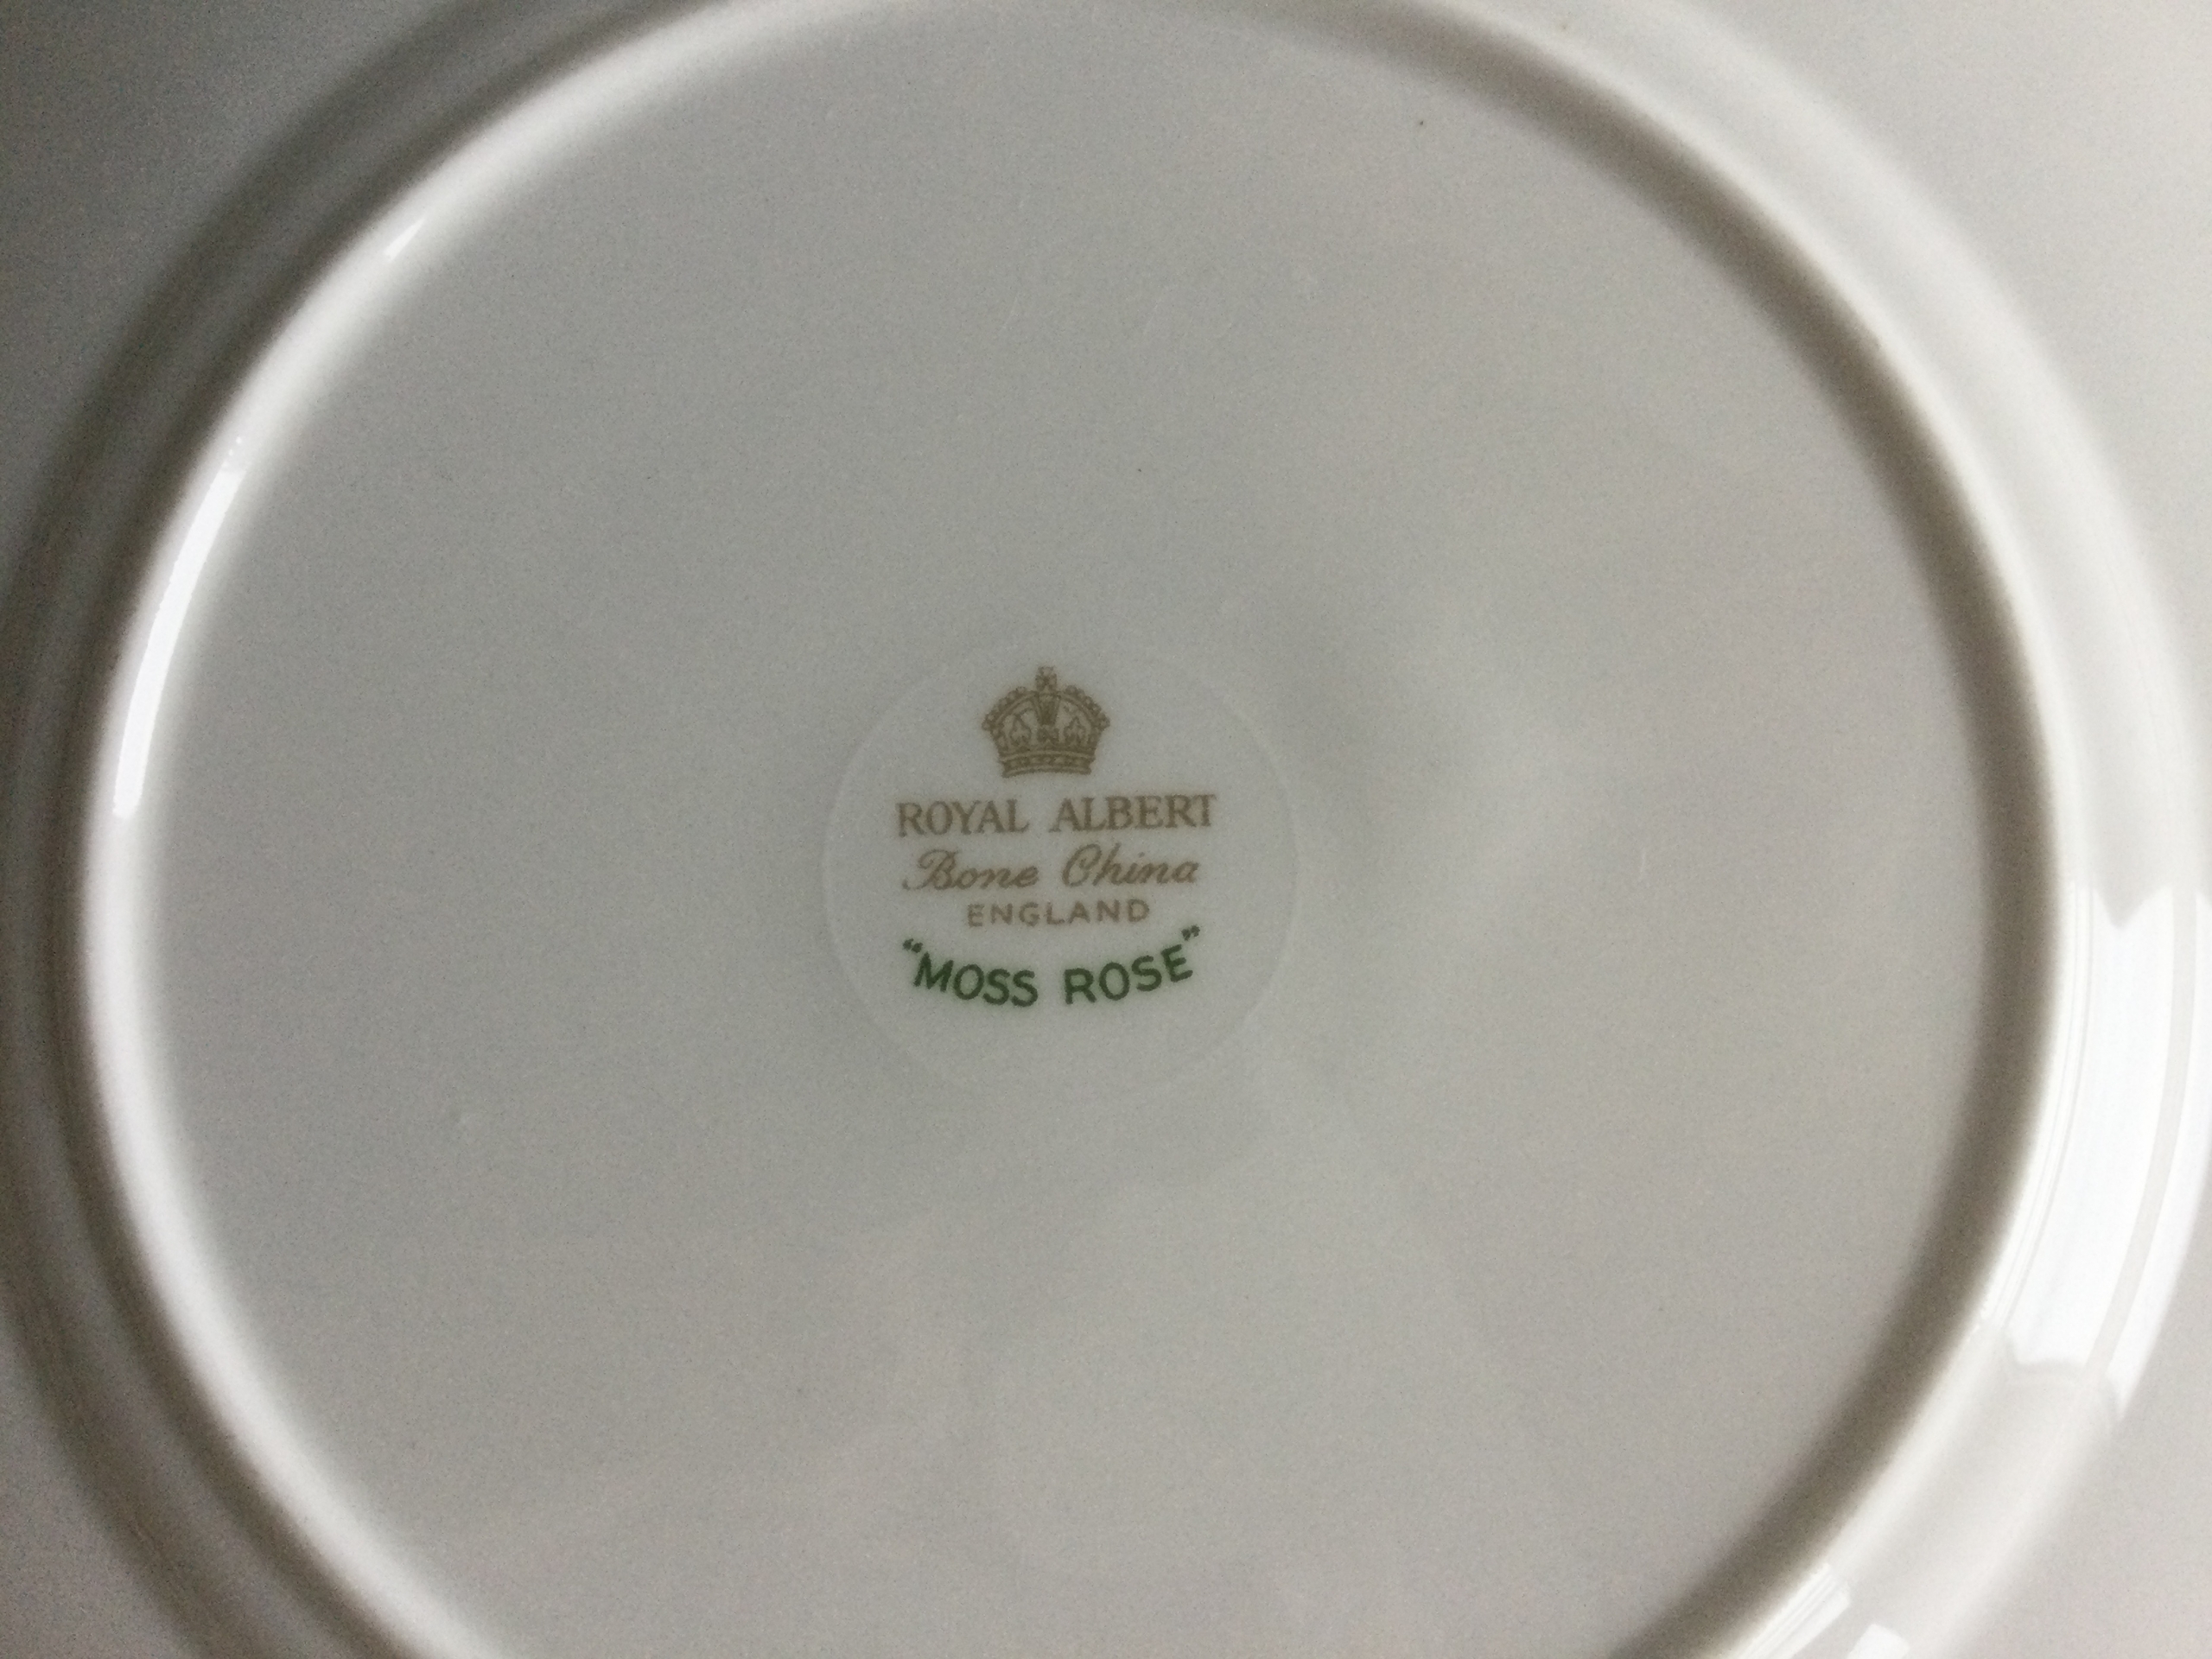 ROYAL ALBERT
Bone China
ENGLAND
"MOSS ROSE"